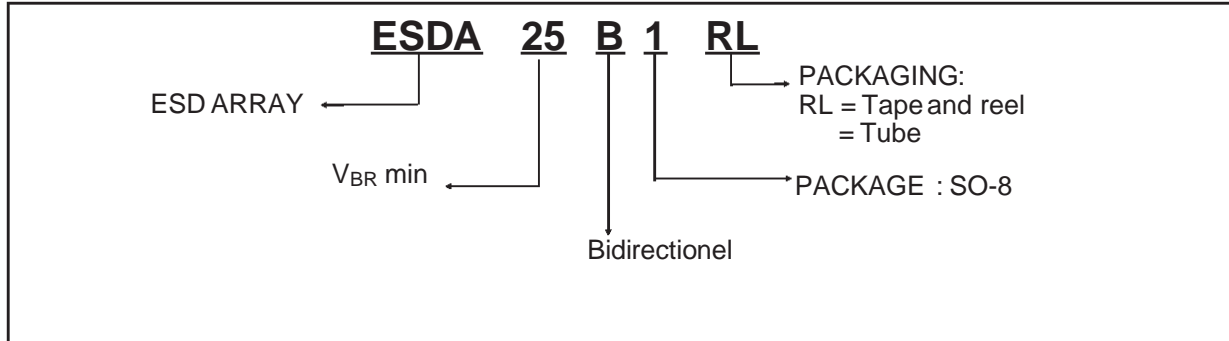 ESDA 25 B 1 RL
ESD ARRAY
PACKAGING:
RL = Tape and reel
= Tube
VBR min
PACKAGE : SO-8
Bidirectionel